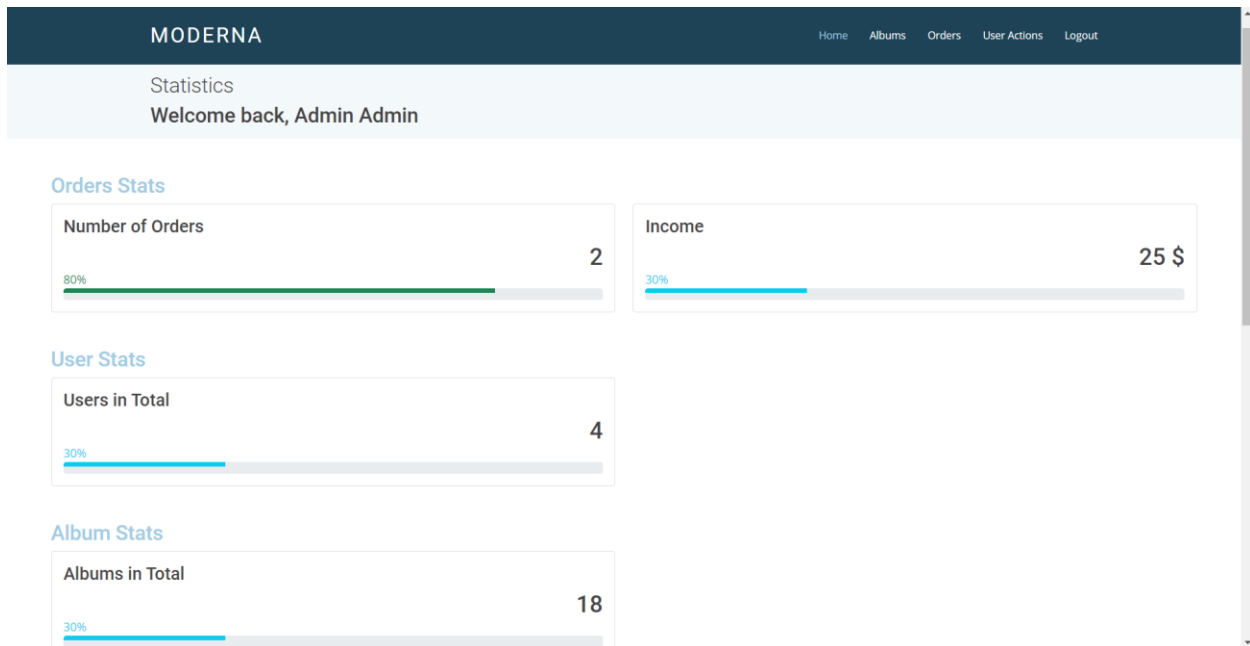 MODERNA
Home Albums Orders User Actions Logout
Statistics
Welcome back, Admin Admin
Orders Stats
Number of Orders
2
80%
Income
25 $
30%
User Stats
Users in Total
4
30%
Album Stats
Albums in Total
18
30%